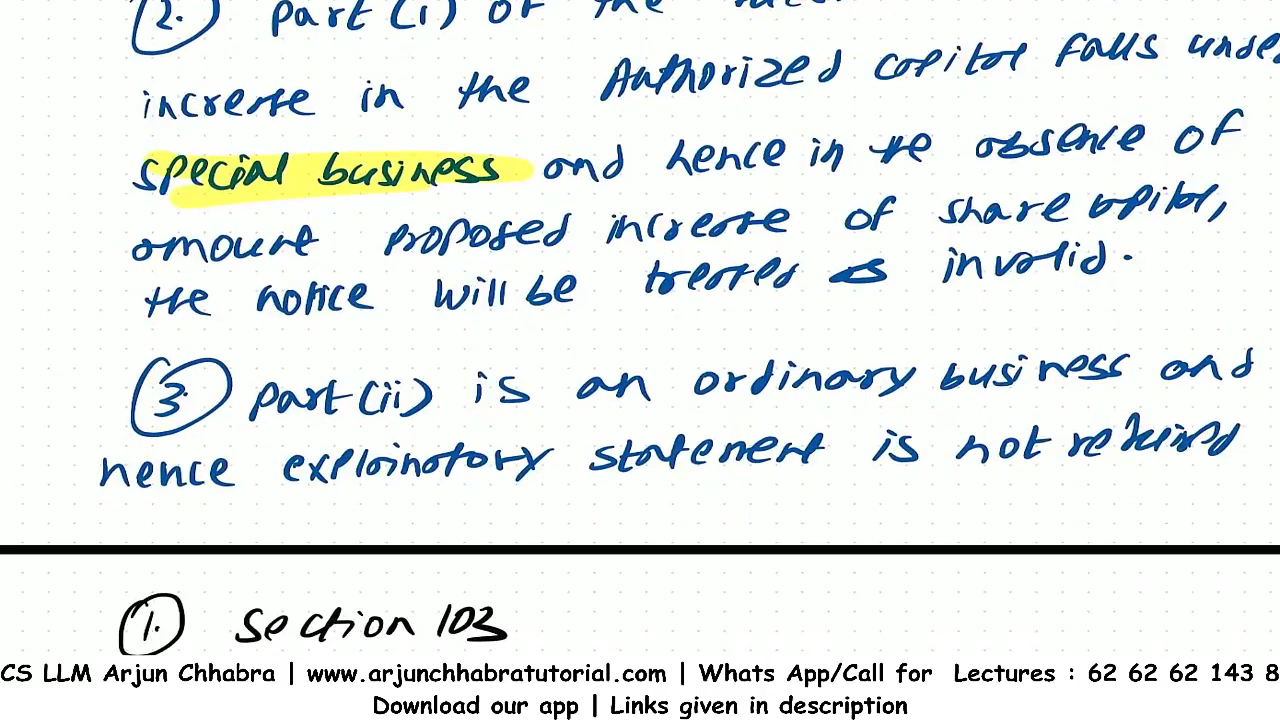 (2.) part (i) of the
increase in the Authorized capital falls under
special business and hence in the absence of
amount proposed increase of share capital,
the notice will be treated as invalid.
(3.) part (ii) is an ordinary business and
hence explainatory statement is not required
(1.) Section 103
CS LLM Arjun Chhabra | www.arjunchhabratutorial.com | Whats App/Call for Lectures : 62 62 62 143 8
Download our app | Links given in description